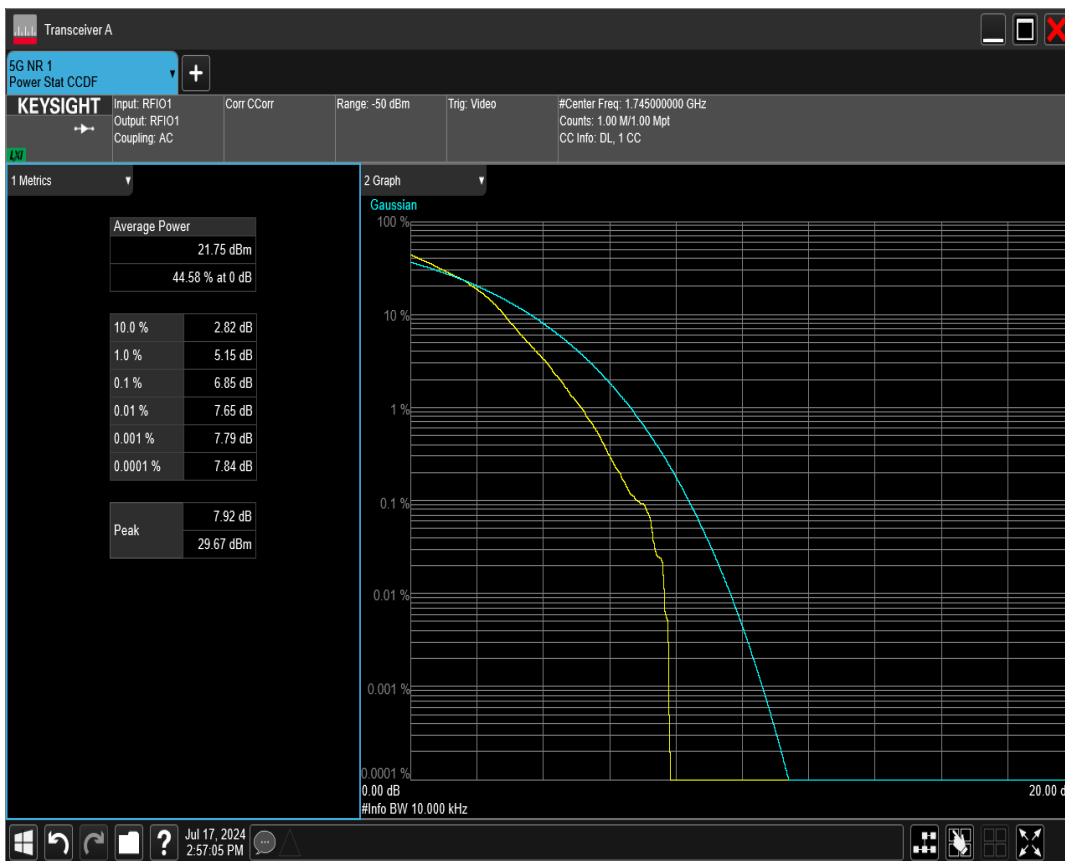 Transceiver A
5G NR 1
Power Stat CCDF
KEYSIGHT
LXI
Input: RFIO1
Output: RFIO1
Coupling: AC
Corr CCorr
Range: -50 dBm
Trig: Video
#Center Freq: 1.745000000 GHz
Counts: 1.00 M/1.00 Mpt
CC Info: DL, 1 CC
1 Metrics
Average Power
21.75 dBm
44.58 % at 0 dB
10.0 % 2.82 dB
1.0 % 5.15 dB
0.1 % 6.85 dB
0.01 % 7.65 dB
0.001 % 7.79 dB
0.0001 % 7.84 dB
Peak 7.92 dB
29.67 dBm
2 Graph
Gaussian
100 %
10 %
1 %
0.1 %
0.01 %
0.001 %
0.0001 %
0.00 dB
20.00 d
#Info BW 10.000 kHz
Jul 17, 2024
2:57:05 PM